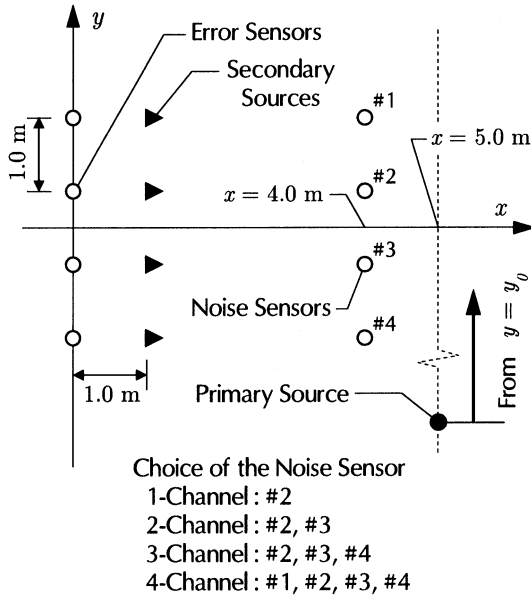 y
Error Sensors
Secondary
Sources
#1
1.0 m
#2
x = 5.0 m
x = 4.0 m
x
#3
Noise Sensors
#4
From y = y₀
1.0 m
Primary Source
Choice of the Noise Sensor
1-Channel : #2
2-Channel : #2, #3
3-Channel : #2, #3, #4
4-Channel : #1, #2, #3, #4